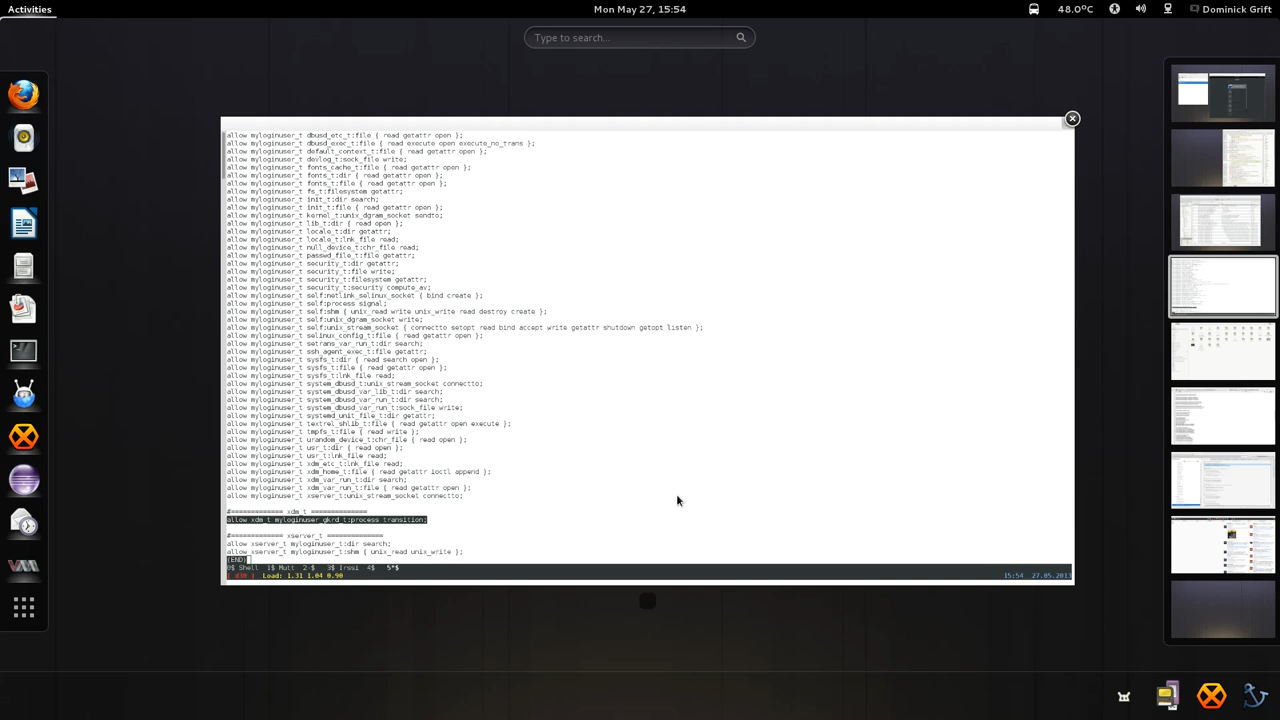 Activities
Mon May 27, 15:54
48.0ºC
Dominick Grift
Type to search...
allow myloginuser_t dbusd_etc_t:file { read getattr open };
allow myloginuser_t dbusd_exec_t:file { read execute open execute_no_trans };
allow myloginuser_t default_context_t:file { read getattr open };
allow myloginuser_t devlog_t:sock_file write;
allow myloginuser_t fonts_cache_t:file { read getattr open };
allow myloginuser_t fonts_t:dir { read getattr open };
allow myloginuser_t fonts_t:file { read getattr open };
allow myloginuser_t fs_t:filesystem getattr;
allow myloginuser_t init_t:dir search;
allow myloginuser_t init_t:file { read getattr open };
allow myloginuser_t kernel_t:unix_dgram_socket sendto;
allow myloginuser_t lib_t:dir { read open };
allow myloginuser_t locale_t:dir getattr;
allow myloginuser_t locale_t:lnk_file read;
allow myloginuser_t null_device_t:chr_file read;
allow myloginuser_t passwd_file_t:file getattr;
allow myloginuser_t security_t:dir getattr;
allow myloginuser_t security_t:file write;
allow myloginuser_t security_t:filesystem getattr;
allow myloginuser_t security_t:security compute_av;
allow myloginuser_t self:netlink_selinux_socket { bind create };
allow myloginuser_t self:process signal;
allow myloginuser_t self:shm { unix_read write unix_write read destroy create };
allow myloginuser_t self:unix_dgram_socket write;
allow myloginuser_t self:unix_stream_socket { connectto setopt read bind accept write getattr shutdown getopt listen };
allow myloginuser_t selinux_config_t:file { read getattr open };
allow myloginuser_t setrans_var_run_t:dir search;
allow myloginuser_t ssh_agent_exec_t:file getattr;
allow myloginuser_t sysfs_t:dir { read search open };
allow myloginuser_t sysfs_t:file { read getattr open };
allow myloginuser_t sysfs_t:lnk_file read;
allow myloginuser_t system_dbusd_t:unix_stream_socket connectto;
allow myloginuser_t system_dbusd_var_lib_t:dir search;
allow myloginuser_t system_dbusd_var_run_t:dir search;
allow myloginuser_t system_dbusd_var_run_t:sock_file write;
allow myloginuser_t systemd_unit_file_t:dir getattr;
allow myloginuser_t textrel_shlib_t:file { read getattr open execute };
allow myloginuser_t tmpfs_t:file { read write };
allow myloginuser_t urandom_device_t:chr_file { read open };
allow myloginuser_t usr_t:dir { read open };
allow myloginuser_t usr_t:lnk_file read;
allow myloginuser_t xdm_etc_t:lnk_file read;
allow myloginuser_t xdm_home_t:file { read getattr ioctl append };
allow myloginuser_t xdm_var_run_t:dir search;
allow myloginuser_t xdm_var_run_t:file { read getattr open };
allow myloginuser_t xserver_t:unix_stream_socket connectto;
#============= xdm_t ==============
allow xdm_t myloginuser_gkrd_t:process transition;
#============= xserver_t ==============
allow xserver_t myloginuser_t:dir search;
allow xserver_t myloginuser_t:shm { unix_read unix_write };
(END)
0$ Shell 1$ Mutt 2-$ 3$ Irssi 4$ 5*$
Load: 1.31 1.04 0.90
15:54 27.05.2013